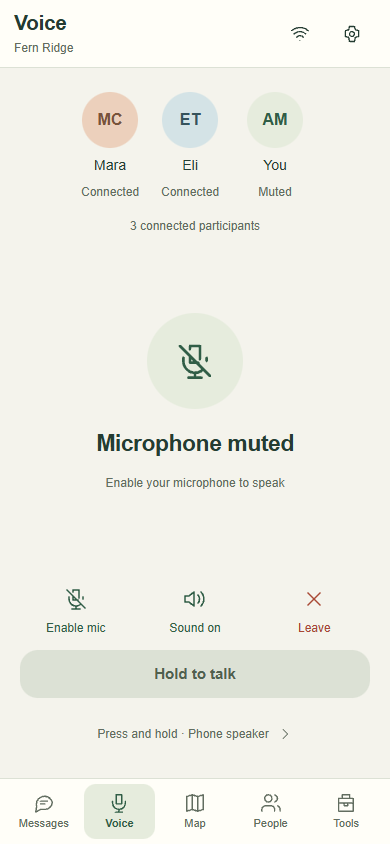 Voice
Fern Ridge
MC
ET
AM
Mara
Eli
You
Connected
Connected
Muted
3 connected participants
Microphone muted
Enable your microphone to speak
Enable mic
Sound on
Leave
Hold to talk
Press and hold · Phone speaker
Messages
Voice
Map
People
Tools